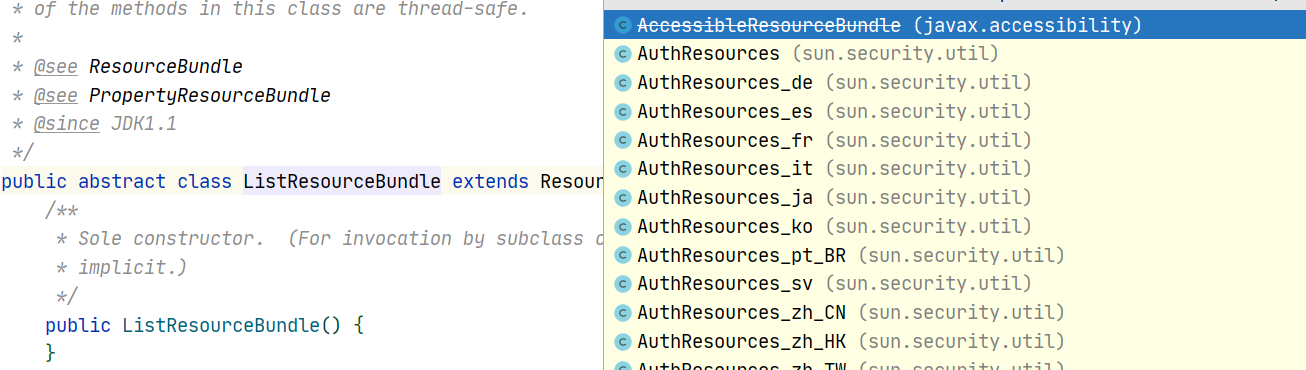 * of the methods in this class are thread-safe.
*
* @see ResourceBundle
* @see PropertyResourceBundle
* @since JDK1.1
*/
public abstract class ListResourceBundle extends Resour
/**
* Sole constructor.  (For invocation by subclass
* implicit.)
*/
public ListResourceBundle() {
}
AccessibleResourceBundle (javax.accessibility)
AuthResources (sun.security.util)
AuthResources_de (sun.security.util)
AuthResources_es (sun.security.util)
AuthResources_fr (sun.security.util)
AuthResources_it (sun.security.util)
AuthResources_ja (sun.security.util)
AuthResources_ko (sun.security.util)
AuthResources_pt_BR (sun.security.util)
AuthResources_sv (sun.security.util)
AuthResources_zh_CN (sun.security.util)
AuthResources_zh_HK (sun.security.util)
AuthResources_zh_TW (sun.security.util)